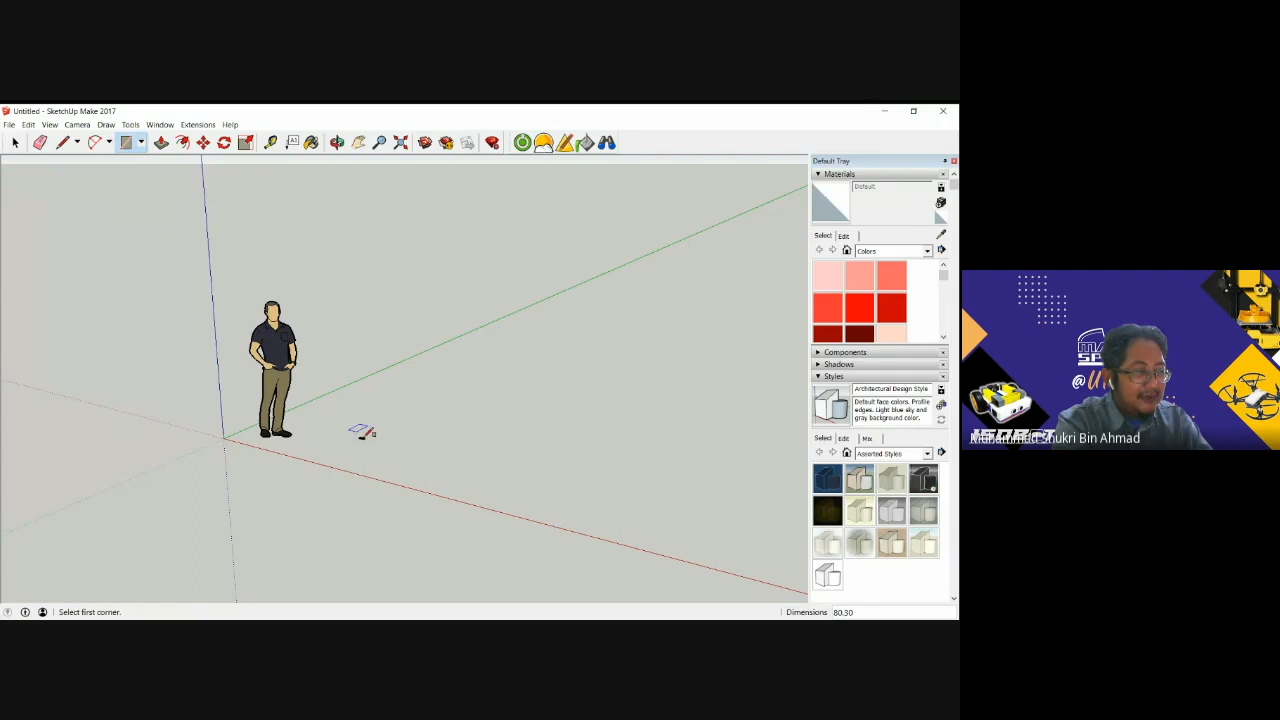 Untitled - SketchUp Make 2017
File Edit View Camera Draw Tools Window Extensions Help
Default Tray
Materials
Default
Select Edit
Colors
Components
Shadows
Styles
Architectural Design Style
Default face colors. Profile
edges. Light blue sky and
gray background color.
Select Edit Mix
Assorted Styles
Select first corner.
Dimensions 80.30
Shukri Bin Ahmad